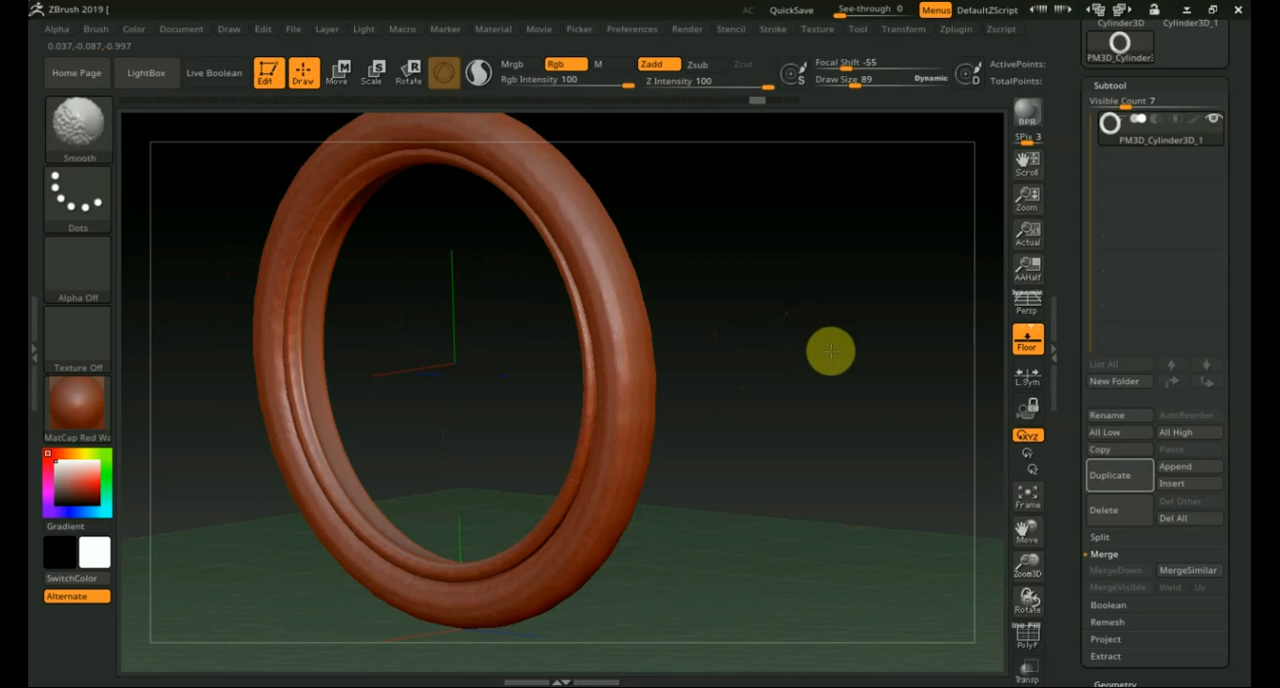 ZBrush 2019 [
AC QuickSave See-through 0 Menus DefaultZScript
Alpha Brush Color Document Draw Edit File Layer Light Macro Marker Material Movie Picker Preferences Render Stencil Stroke Texture Tool Transform Zplugin Zscript
0.037,-0.087,-0.997
Home Page LightBox Live Boolean Edit Draw Move Scale Rotate
Mrgb Rgb M Zadd Zsub Zcut
Rgb Intensity 100 Z Intensity 100
Focal Shift -55
Draw Size 89 Dynamic
S D
ActivePoints:
TotalPoints:
Smooth
Dots
Alpha Off
Texture Off
MatCap Red Wa
Gradient
SwitchColor
Alternate
BPR
SPix 3
Scroll
Zoom
Actual
AAHalf
Dynamic
Persp
Floor
L.Sym
XYZ
Frame
Move
Zoom3D
Rotate
PolyF
Transp
Cylinder3D Cylinder3D_1
PM3D_Cylinder3
Subtool
Visible Count 7
PM3D_Cylinder3D_1
List All
New Folder
Rename AutoReorder
All Low All High
Copy Paste
Duplicate Append
Insert
Delete Del Other
Del All
Split
Merge
MergeDown MergeSimilar
MergeVisible Weld Uv
Boolean
Remesh
Project
Extract
Geometry